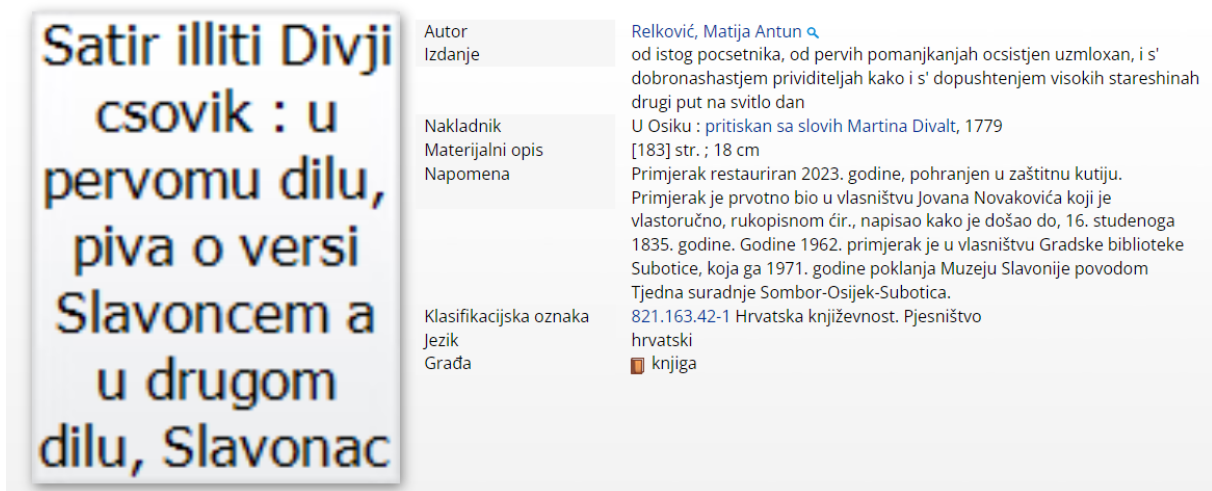 Satir illiti Divji
csovik : u
pervomu dilu,
piva o versi
Slavoncem a
u drugom
dilu, Slavonac
Autor Relković, Matija Antun
Izdanje od istog pocsetnika, od pervih pomanjkanjah ocsistjen uzmloxan, i s'
dobronashastjem prividiteljah kako i s' dopushtenjem visokih stareshinah
drugi put na svitlo dan
Nakladnik U Osiku : pritiskan sa slovih Martina Divalt, 1779
Materijalni opis [183] str. ; 18 cm
Napomena Primjerak restauriran 2023. godine, pohranjen u zaštitnu kutiju.
Primjerak je prvotno bio u vlasništvu Jovana Novakovića koji je
vlastoručno, rukopisnom ćir., napisao kako je došao do, 16. studenoga
1835. godine. Godine 1962. primjerak je u vlasništvu Gradske biblioteke
Subotice, koja ga 1971. godine poklanja Muzeju Slavonije povodom
Tjedna suradnje Sombor-Osijek-Subotica.
Klasifikacijska oznaka 821.163.42-1 Hrvatska književnost. Pjesništvo
Jezik hrvatski
Građa knjiga